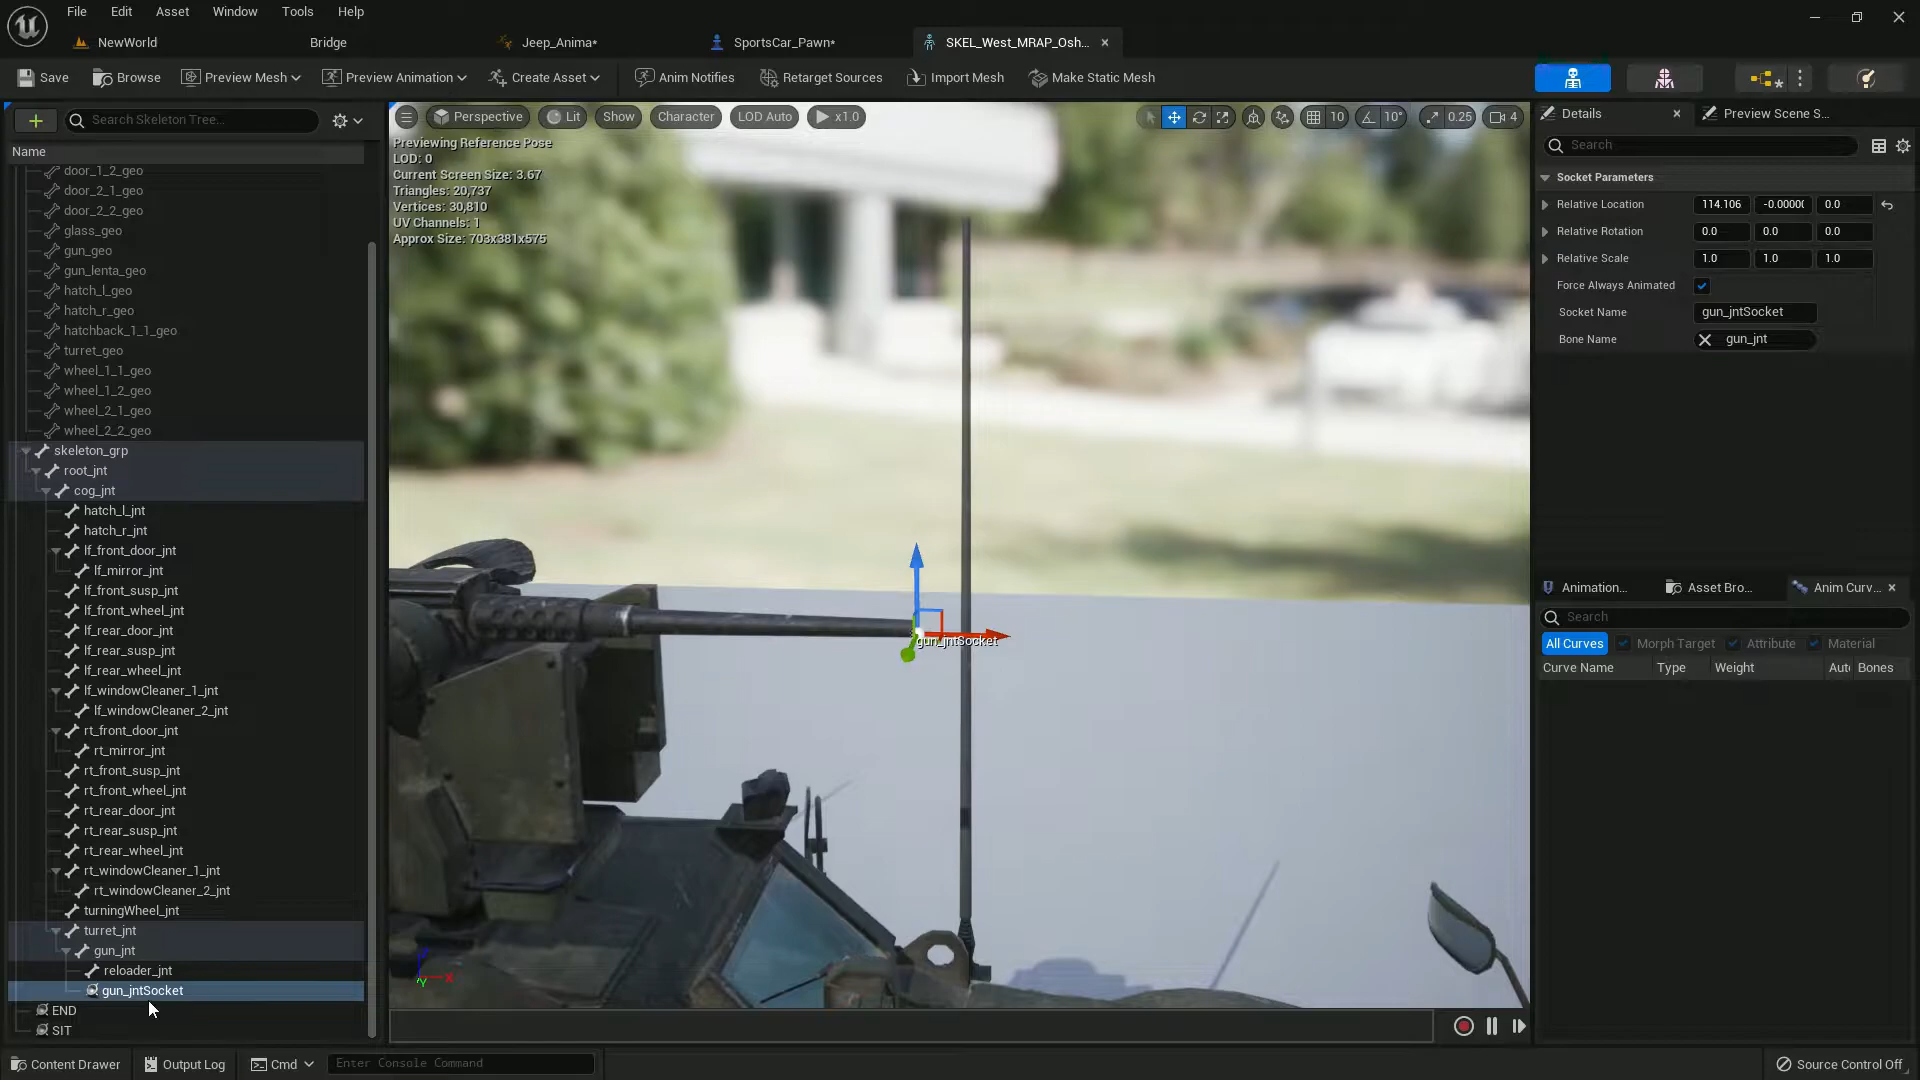 File Edit Asset Window Tools Help
NewWorld Bridge Jeep_Anima* SportsCar_Pawn* SKEL_West_MRAP_Osh...
Save Browse Preview Mesh Preview Animation Create Asset Anim Notifies Retarget Sources Import Mesh Make Static Mesh
Search Skeleton Tree...
Name
door_1_2_geo
door_2_1_geo
door_2_2_geo
glass_geo
gun_geo
gun_lenta_geo
hatch_l_geo
hatch_r_geo
hatchback_1_1_geo
turret_geo
wheel_1_1_geo
wheel_1_2_geo
wheel_2_1_geo
wheel_2_2_geo
skeleton_grp
root_jnt
cog_jnt
hatch_l_jnt
hatch_r_jnt
lf_front_door_jnt
lf_mirror_jnt
lf_front_susp_jnt
lf_front_wheel_jnt
lf_rear_door_jnt
lf_rear_susp_jnt
lf_rear_wheel_jnt
lf_windowCleaner_1_jnt
lf_windowCleaner_2_jnt
rt_front_door_jnt
rt_mirror_jnt
rt_front_susp_jnt
rt_front_wheel_jnt
rt_rear_door_jnt
rt_rear_susp_jnt
rt_rear_wheel_jnt
rt_windowCleaner_1_jnt
rt_windowCleaner_2_jnt
turningWheel_jnt
turret_jnt
gun_jnt
reloader_jnt
gun_jntSocket
END
SIT
Perspective Lit Show Character LOD Auto x1.0 10 10° 0.25 4
Previewing Reference Pose
LOD: 0
Current Screen Size: 3.67
Triangles: 20,737
Vertices: 30,810
UV Channels: 1
Approx Size: 703x381x575
gun_jntSocket
X
Y
Details Preview Scene S...
Search
Socket Parameters
Relative Location 114.106 -0.0000( 0.0
Relative Rotation 0.0 0.0 0.0
Relative Scale 1.0 1.0 1.0
Force Always Animated
Socket Name gun_jntSocket
Bone Name gun_jnt
Animation... Asset Bro... Anim Curv...
Search
All Curves Morph Target Attribute Material
Curve Name Type Weight Aut Bones
Content Drawer Output Log Cmd Enter Console Command Source Control Off